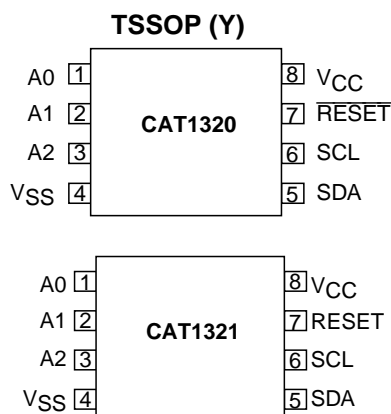 TSSOP (Y)
A0 1 8 VCC
A1 2 CAT1320 7 R̅E̅S̅E̅T̅
A2 3 6 SCL
VSS 4 5 SDA
A0 1 8 VCC
A1 2 CAT1321 7 RESET
A2 3 6 SCL
VSS 4 5 SDA